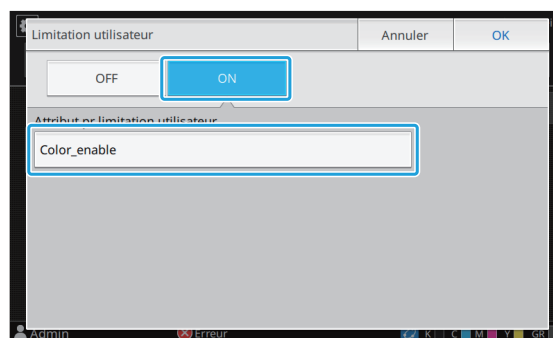 Limitation utilisateur Annuler OK
OFF ON
Attribut pr limitation utilisateur
Color_enable
Admin Erreur K C M Y GR